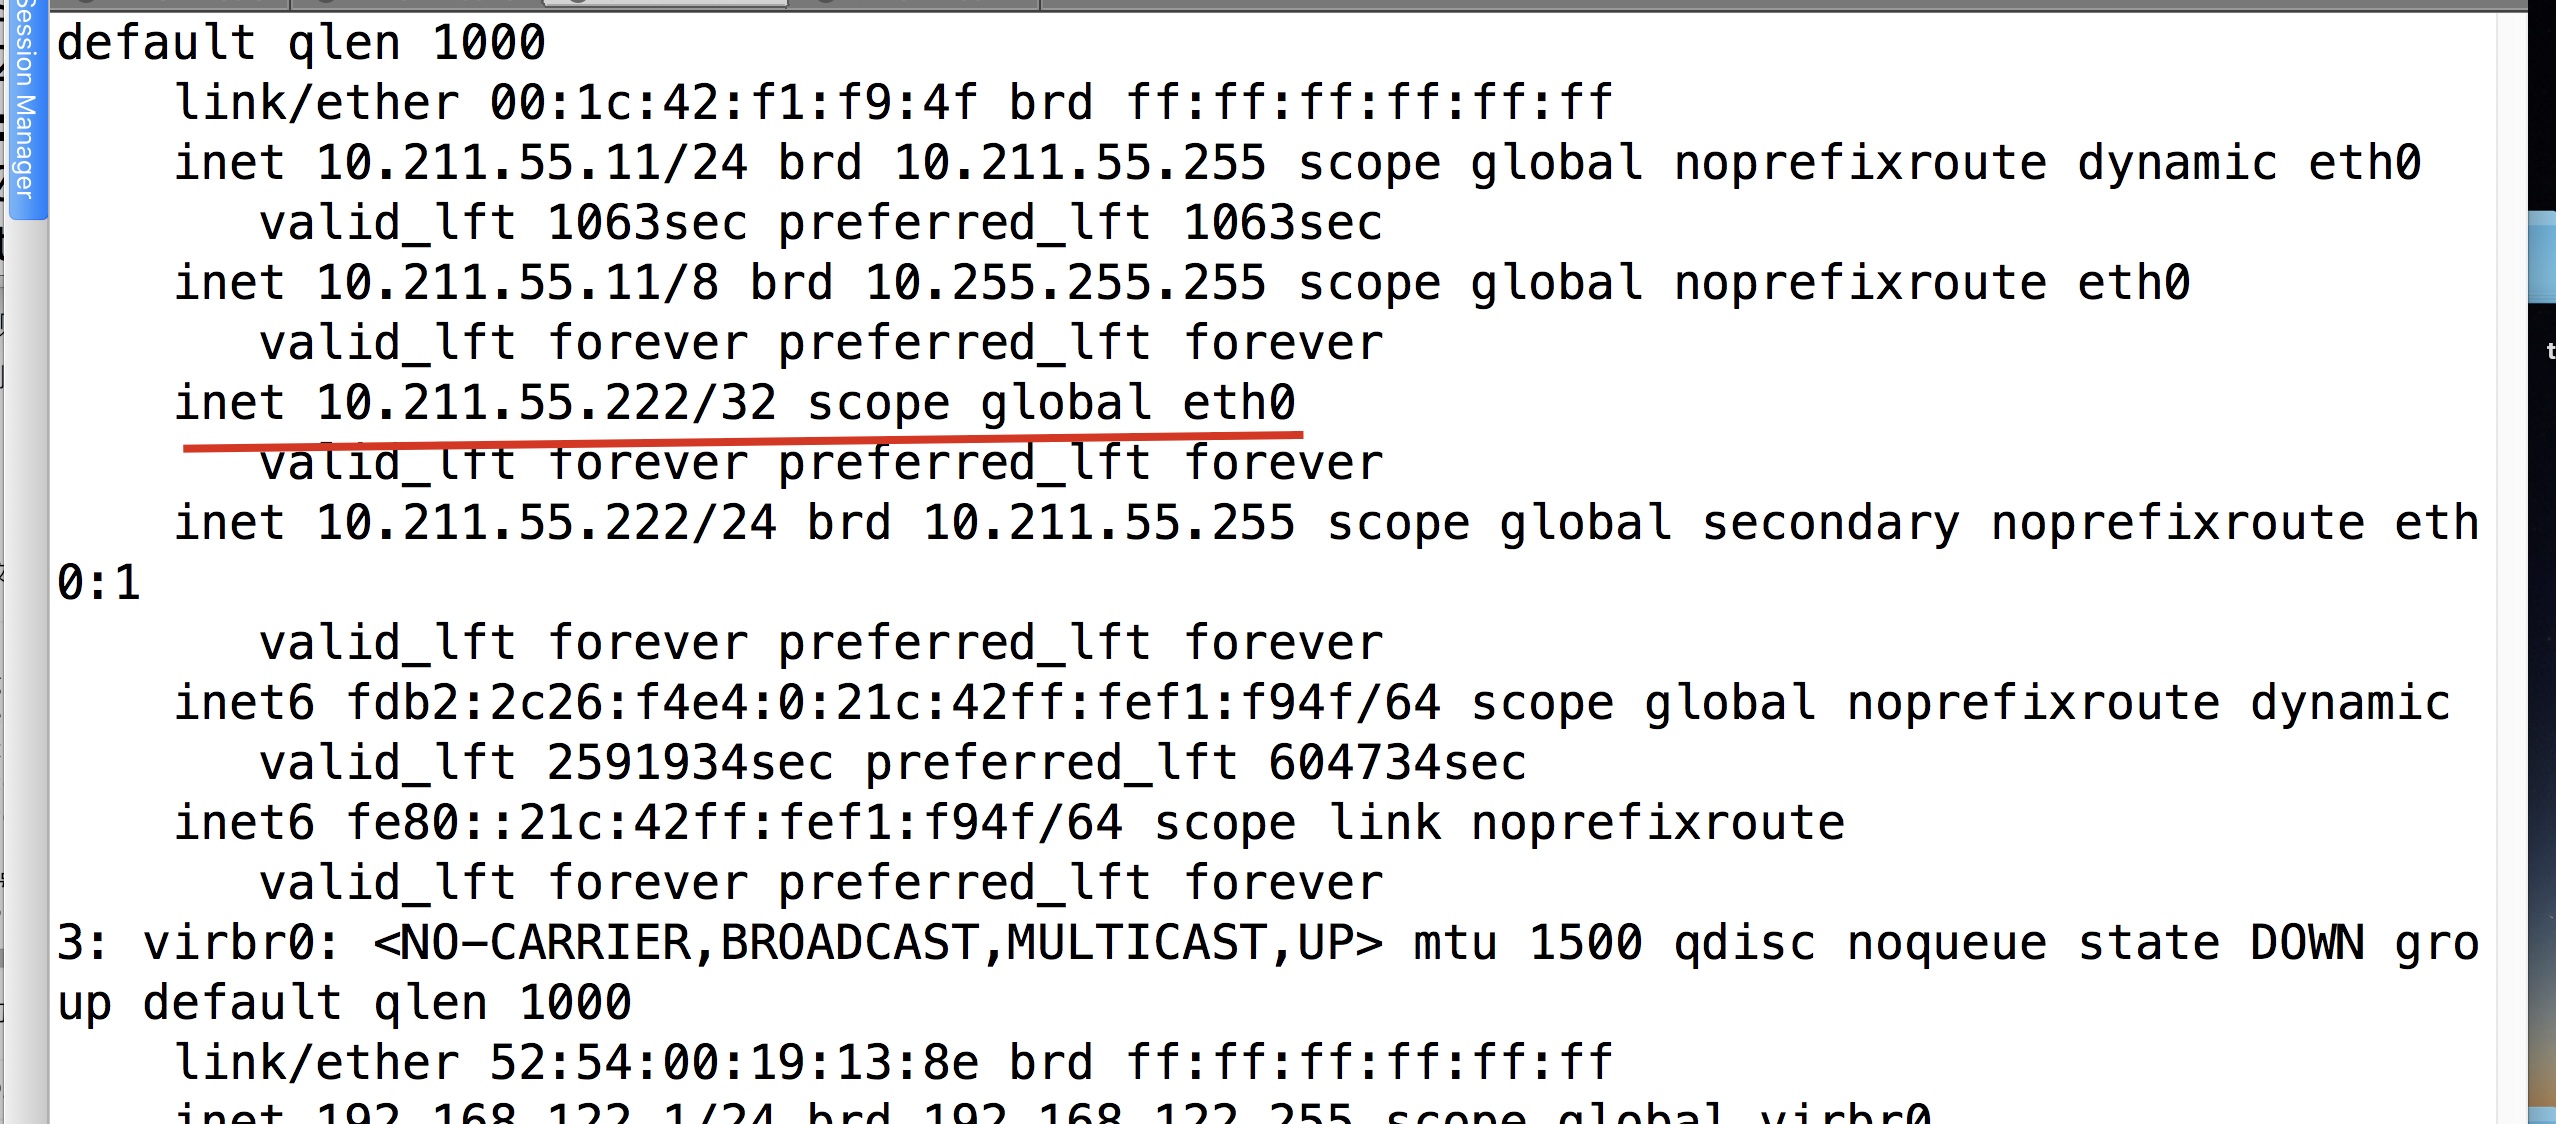 Session Manager
default qlen 1000
link/ether 00:1c:42:f1:f9:4f brd ff:ff:ff:ff:ff:ff
inet 10.211.55.11/24 brd 10.211.55.255 scope global noprefixroute dynamic eth0
valid_lft 1063sec preferred_lft 1063sec
inet 10.211.55.11/8 brd 10.255.255.255 scope global noprefixroute eth0
valid_lft forever preferred_lft forever
inet 10.211.55.222/32 scope global eth0
valid_lft forever preferred_lft forever
inet 10.211.55.222/24 brd 10.211.55.255 scope global secondary noprefixroute eth
0:1
valid_lft forever preferred_lft forever
inet6 fdb2:2c26:f4e4:0:21c:42ff:fef1:f94f/64 scope global noprefixroute dynamic
valid_lft 2591934sec preferred_lft 604734sec
inet6 fe80::21c:42ff:fef1:f94f/64 scope link noprefixroute
valid_lft forever preferred_lft forever
3: virbr0: <NO-CARRIER,BROADCAST,MULTICAST,UP> mtu 1500 qdisc noqueue state DOWN gro
up default qlen 1000
link/ether 52:54:00:19:13:8e brd ff:ff:ff:ff:ff:ff
inet 192.168.122.1/24 brd 192.168.122.255 scope global virbr0